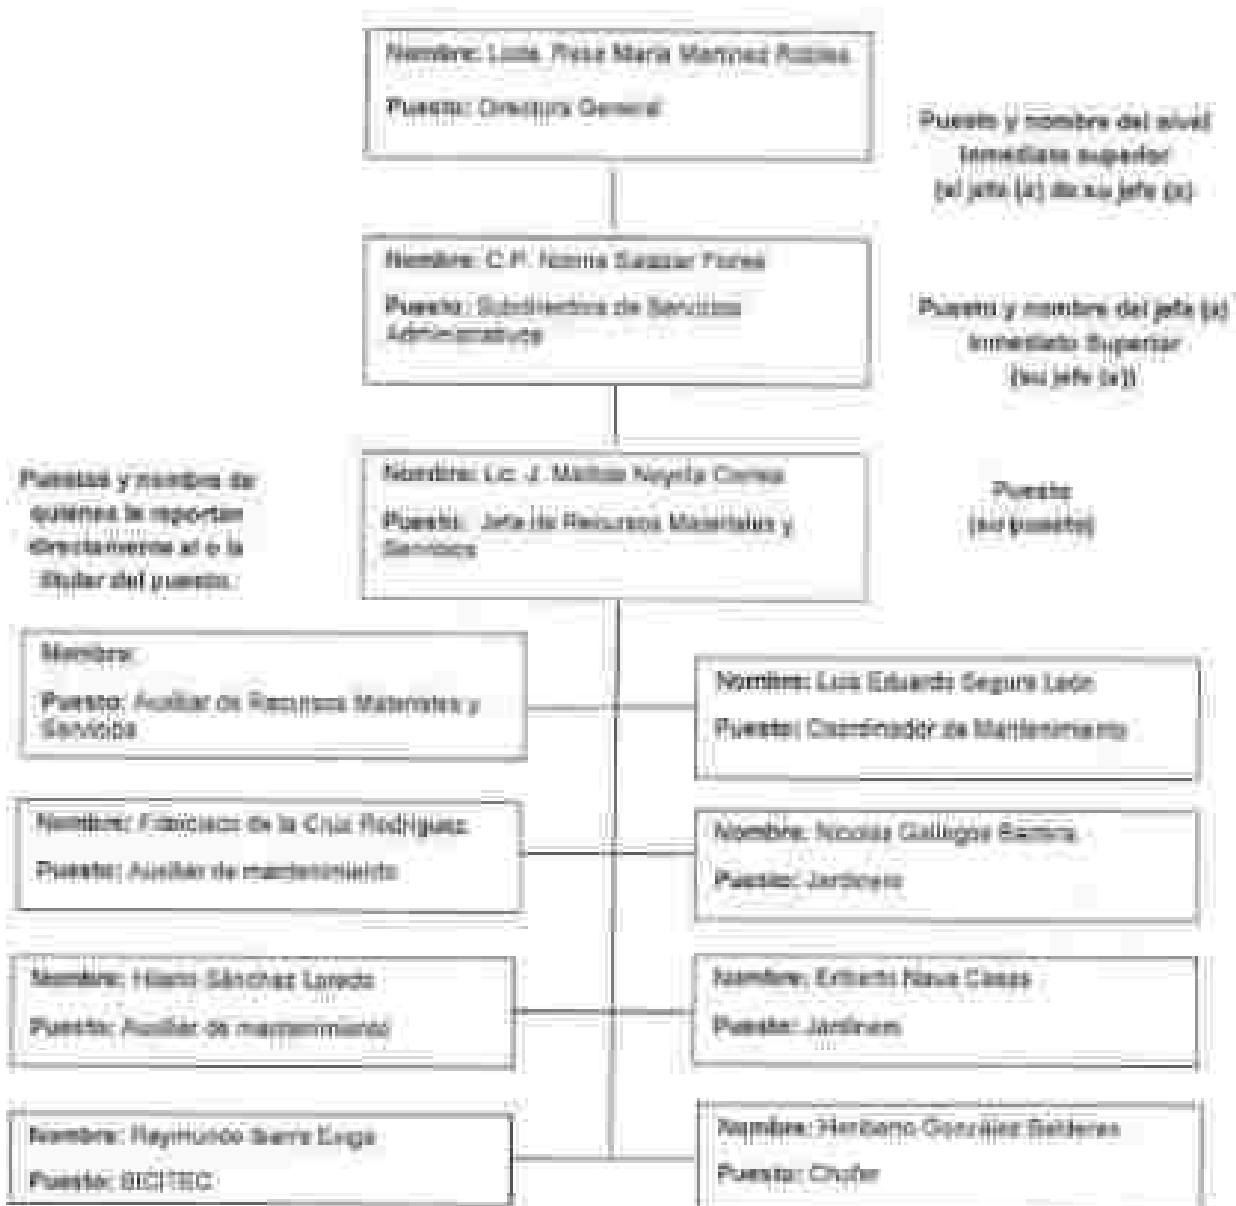 Nombre: Rosa María Martínez Robles
Puesto: Directora General
Puesto y nombre del nivel
inmediato superior
(el jefe (a) de su jefe (a)
Nombre: C.P. Norma Salazar Flores
Puesto: Subdirectora de Servicios
Administrativos
Puesto y nombre del jefe (a)
Inmediato Superior
(su jefe (a))
Nombre: Lic. J. Noyola Correa
Puesto: Jefe de Recursos Materiales y
Servicios
Puesto
(su puesto)
Puestos y nombre de
quienes le reportan
directamente al o la
titular del puesto.
Nombre:
Puesto: Auxiliar de Recursos Materiales y
Servicios
Nombre: Luis Eduardo Segura León
Puesto: Coordinador de Mantenimiento
Nombre: Francisco de la Cruz Rodríguez
Puesto: Auxiliar de mantenimiento
Nombre: Nicolás Gallegos
Puesto: Jardinero
Nombre: Hilario Sánchez Loredo
Puesto: Auxiliar de mantenimiento
Nombre: Eriberto Nava Casas
Puesto: Jardinero
Nombre: Raymundo Ibarra
Puesto: BICITEC
Nombre: Heriberto González Balderas
Puesto: Chofer